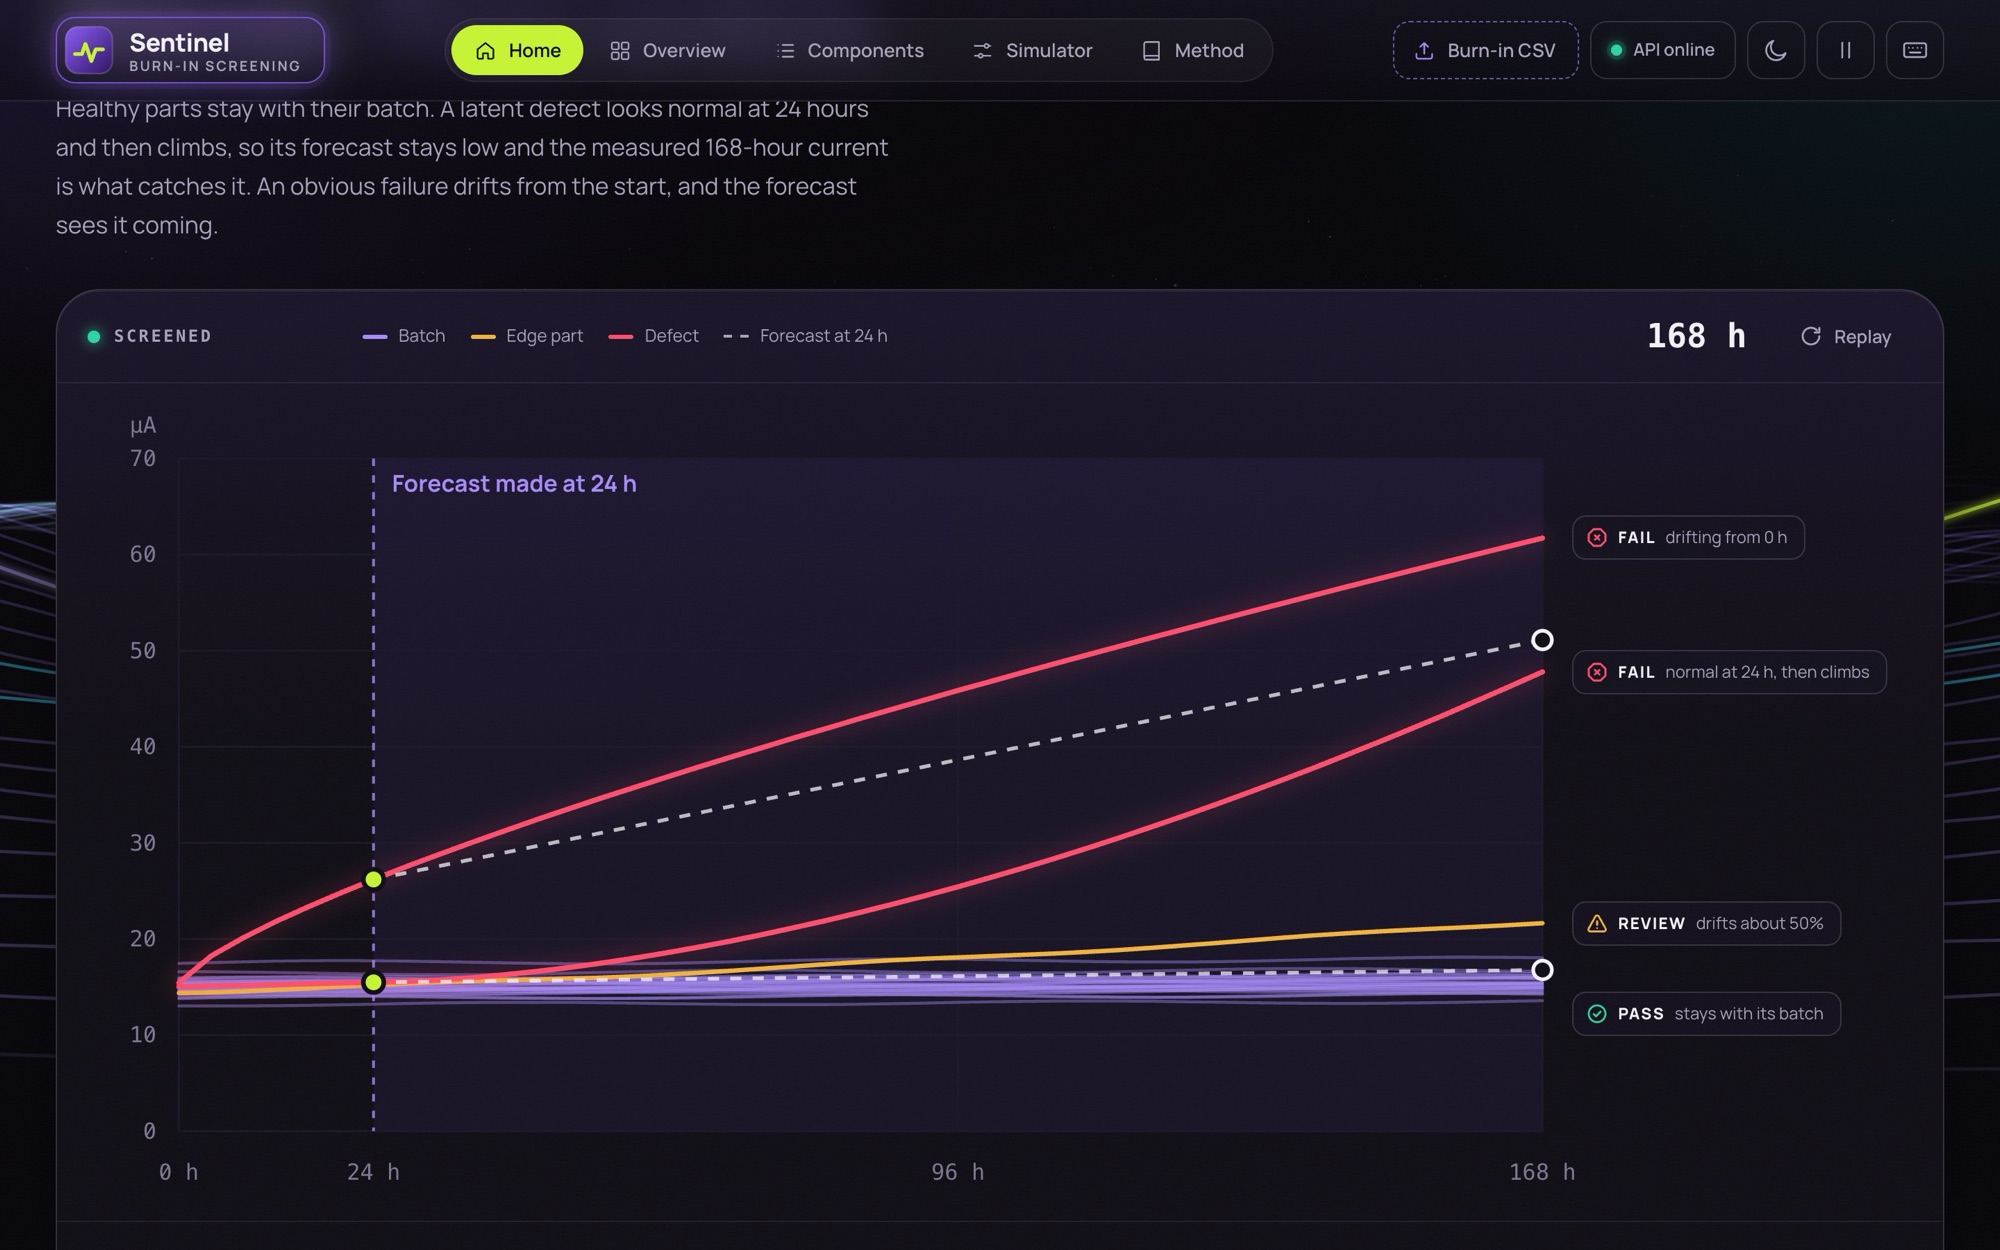 Sentinel
BURN-IN SCREENING
Home
Overview
Components
Simulator
Method
Burn-in CSV
API online
Healthy parts stay with their batch. A latent defect looks normal at 24 hours
and then climbs, so its forecast stays low and the measured 168-hour current
is what catches it. An obvious failure drifts from the start, and the forecast
sees it coming.
SCREENED
Batch
Edge part
Defect
Forecast at 24 h
168 h
Replay
µA
70
60
50
40
30
20
10
0
Forecast made at 24 h
FAIL drifting from 0 h
FAIL normal at 24 h, then climbs
REVIEW drifts about 50%
PASS stays with its batch
0 h
24 h
96 h
168 h